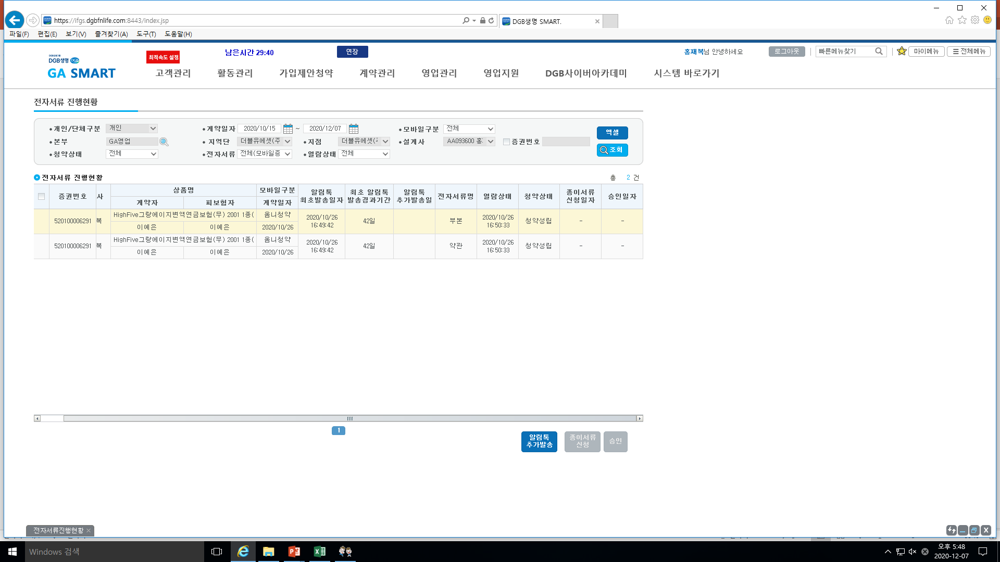 https://ifgs.dgbfnlife.com:8443/index.jsp
DGB생명 SMART.
파일(F) 편집(E) 보기(V) 즐겨찾기(A) 도구(T) 도움말(H)
DGB생명 DGB
GA SMART
최적속도 설정
남은시간 29:40
연장
홍재복님 안녕하세요
로그아웃
빠른메뉴찾기
마이메뉴
전체메뉴
고객관리 활동관리 가입제안청약 계약관리 영업관리 영업지원 DGB사이버아카데미 시스템 바로가기
전자서류 진행현황
개인/단체구분 개인 계약일자 2020/10/15 ~ 2020/12/07 모바일구분 전체 엑셀
본부 GA영업 지역단 더블유에셋(주 지점 더블유에셋( 설계사 AA093600 홍 증권번호
청약상태 전체 전자서류 전체(모바일증 열람상태 전체 조회
전자서류 진행현황 총 2 건
증권번호 사 상품명 모바일구분 알림톡 최초발송일자 최초 알림톡 발송경과기간 알림톡 추가발송일 전자서류명 열람상태 청약상태 종이서류 신청일자 승인일자
계약자 피보험자 계약일자
520100006291 복 HighFive그랑에이지변액연금보험(무) 2001 1종( 옴니청약 2020/10/26 16:49:42 42일 부본 2020/10/26 16:50:33 청약성립 - -
이예은 이예은 2020/10/26
520100006291 복 HighFive그랑에이지변액연금보험(무) 2001 1종( 옴니청약 2020/10/26 16:49:42 42일 약관 2020/10/26 16:50:33 청약성립 - -
이예은 이예은 2020/10/26
1
알림톡 추가발송
종이서류 신청
승인
전자서류진행현황
Windows 검색
오후 5:48
2020-12-07